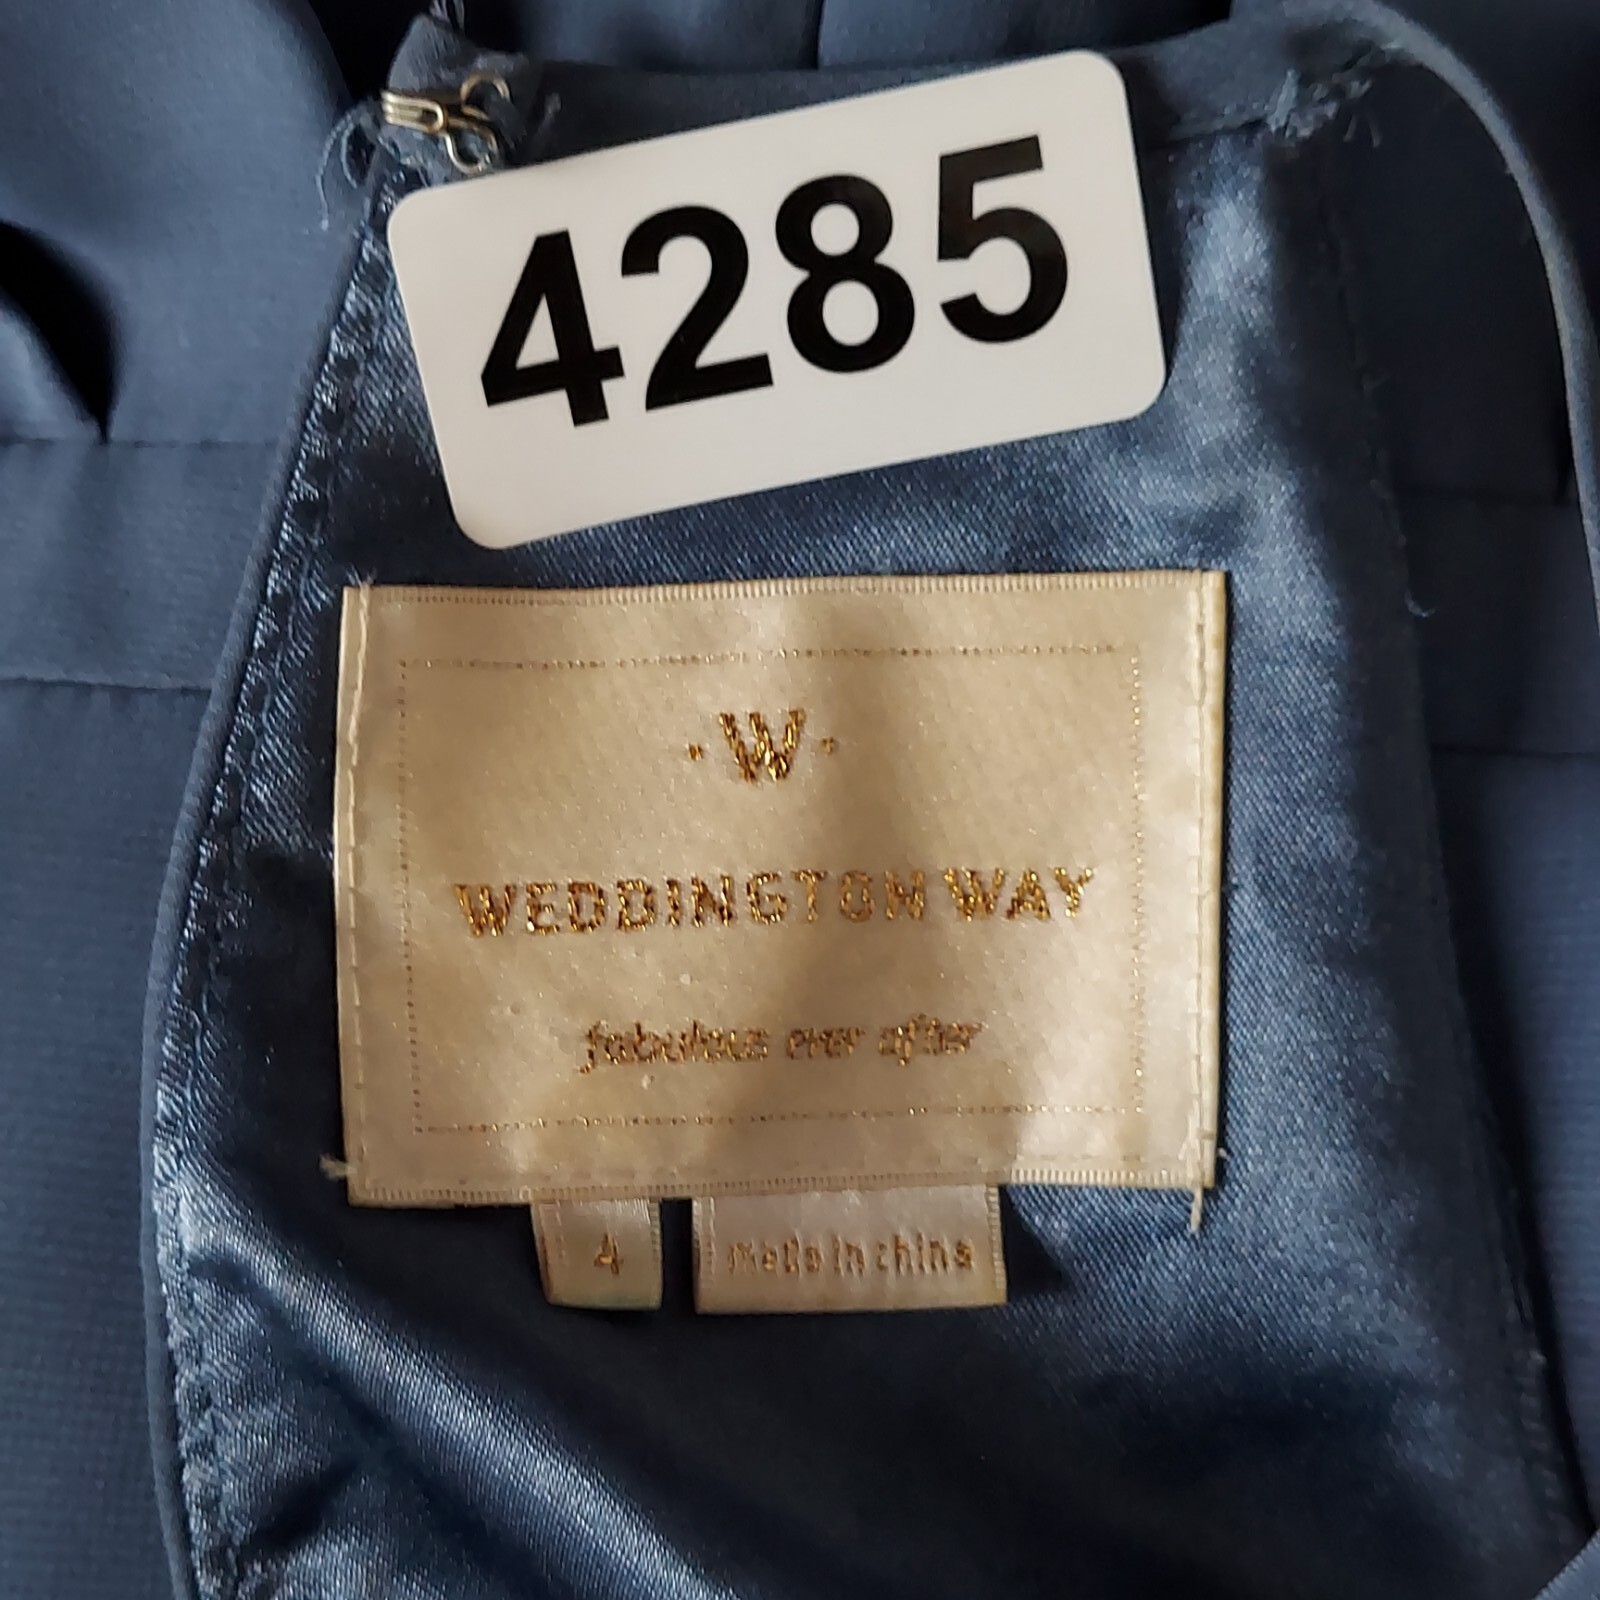 4285
·W·
WEDDINGTON WAY
fabulous ever after
4
made in china